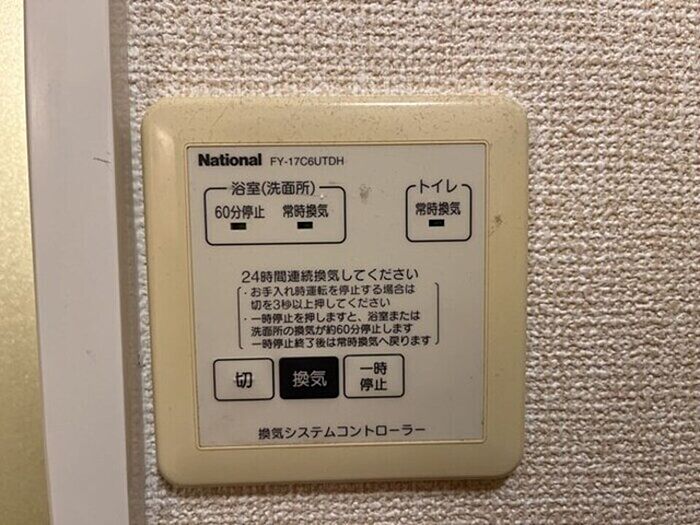 National FY-17C6UTDH
浴室(洗面所)
トイレ
60分停止 常時換気
常時換気
24時間連続換気してください
・お手入れ時運転を停止する場合は
切を3秒以上押してください
・一時停止を押しますと、浴室または
洗面所の換気が約60分停止します
一時停止終了後は常時換気へ戻ります
切
換気
一時
停止
換気システムコントローラー